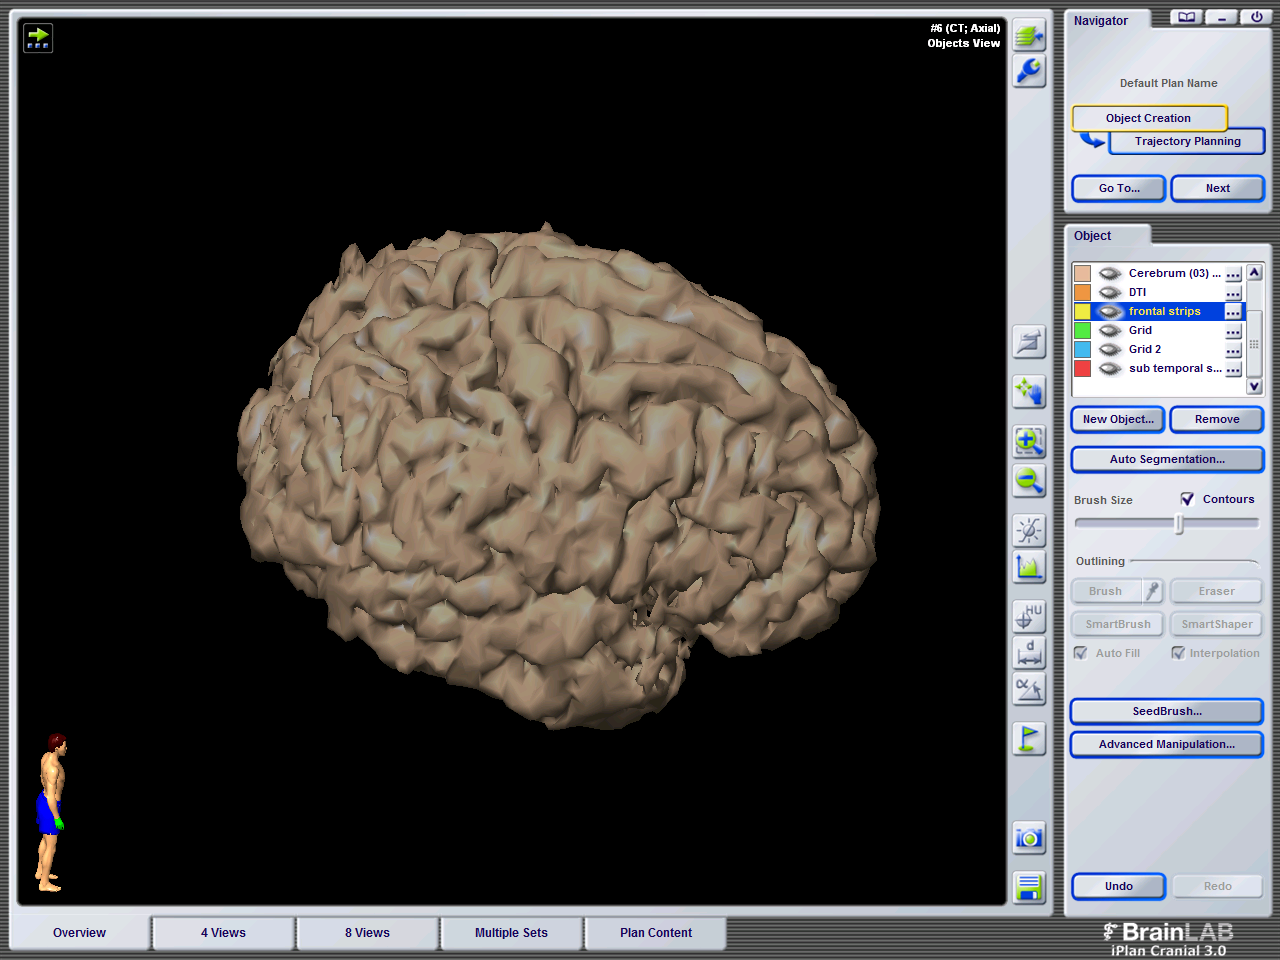 #6 (CT; Axial)
Objects View
Navigator
Default Plan Name
Object Creation
Trajectory Planning
Go To...
Next
Object
Cerebrum (03) ...
DTI
frontal strips
Grid
Grid 2
sub temporal s...
New Object...
Remove
Auto Segmentation...
Brush Size
Contours
Outlining
Brush
Eraser
SmartBrush
SmartShaper
Auto Fill
Interpolation
SeedBrush...
Advanced Manipulation...
Undo
Redo
HU
d
α
Overview
4 Views
8 Views
Multiple Sets
Plan Content
BrainLAB
iPlan Cranial 3.0